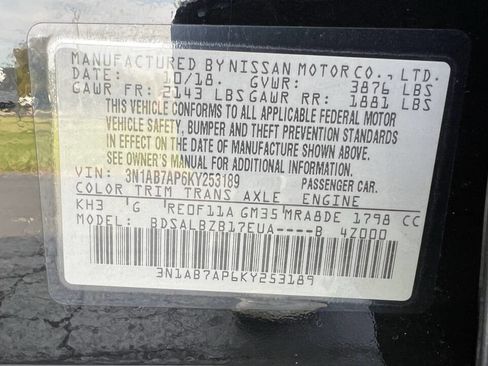 MANUFACTURED BY NISSAN MOTOR CO., LTD.
DATE: 10/18. GVWR: 3876 LBS
GAWR FR: 2143 LBS GAWR RR: 1881 LBS
THIS VEHICLE CONFORMS TO ALL APPLICABLE FEDERAL MOTOR
VEHICLE SAFETY, BUMPER AND THEFT PREVENTION STANDARDS
IN EFFECT ON THE DATE OF MANUFACTURE SHOWN ABOVE.
SEE OWNER'S MANUAL FOR ADDITIONAL INFORMATION.
VIN: 3N1AB7AP6KY253189 PASSENGER CAR.
COLOR TRIM TRANS AXLE ENGINE
KH3 G RE0F11A GM35 MRA8DE 1798 CC
MODEL: BDSALBZB17EUA----B 42000
3N1AB7AP6KY253189